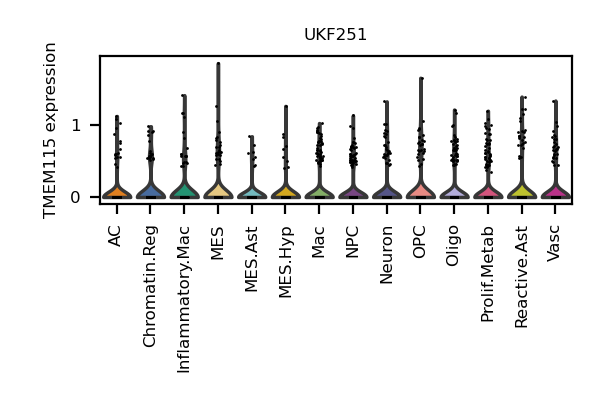 UKF251
TMEM115 expression
1
0
AC
Chromatin.Reg
Inflammatory.Mac
MES
MES.Ast
MES.Hyp
Mac
NPC
Neuron
OPC
Oligo
Prolif.Metab
Reactive.Ast
Vasc